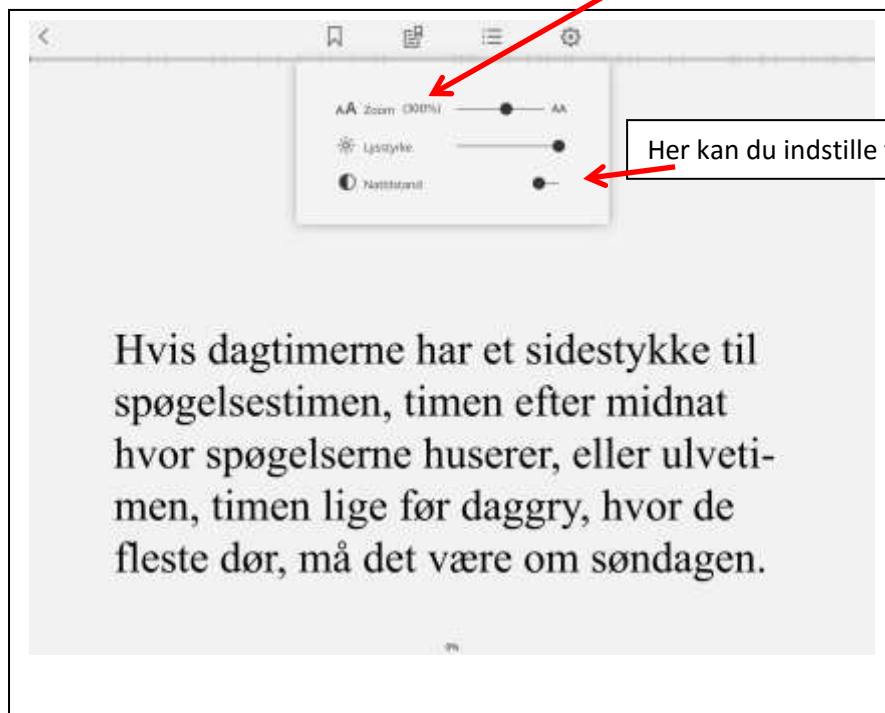 AA Zoom (300%) AA
Lysstyrke
Nattilstand
Her kan du indstille
Hvis dagtimerne har et sidestykke til
spøgelsestimen, timen efter midnat
hvor spøgelserne huserer, eller ulveti-
men, timen lige før daggry, hvor de
fleste dør, må det være om søndagen.
0%